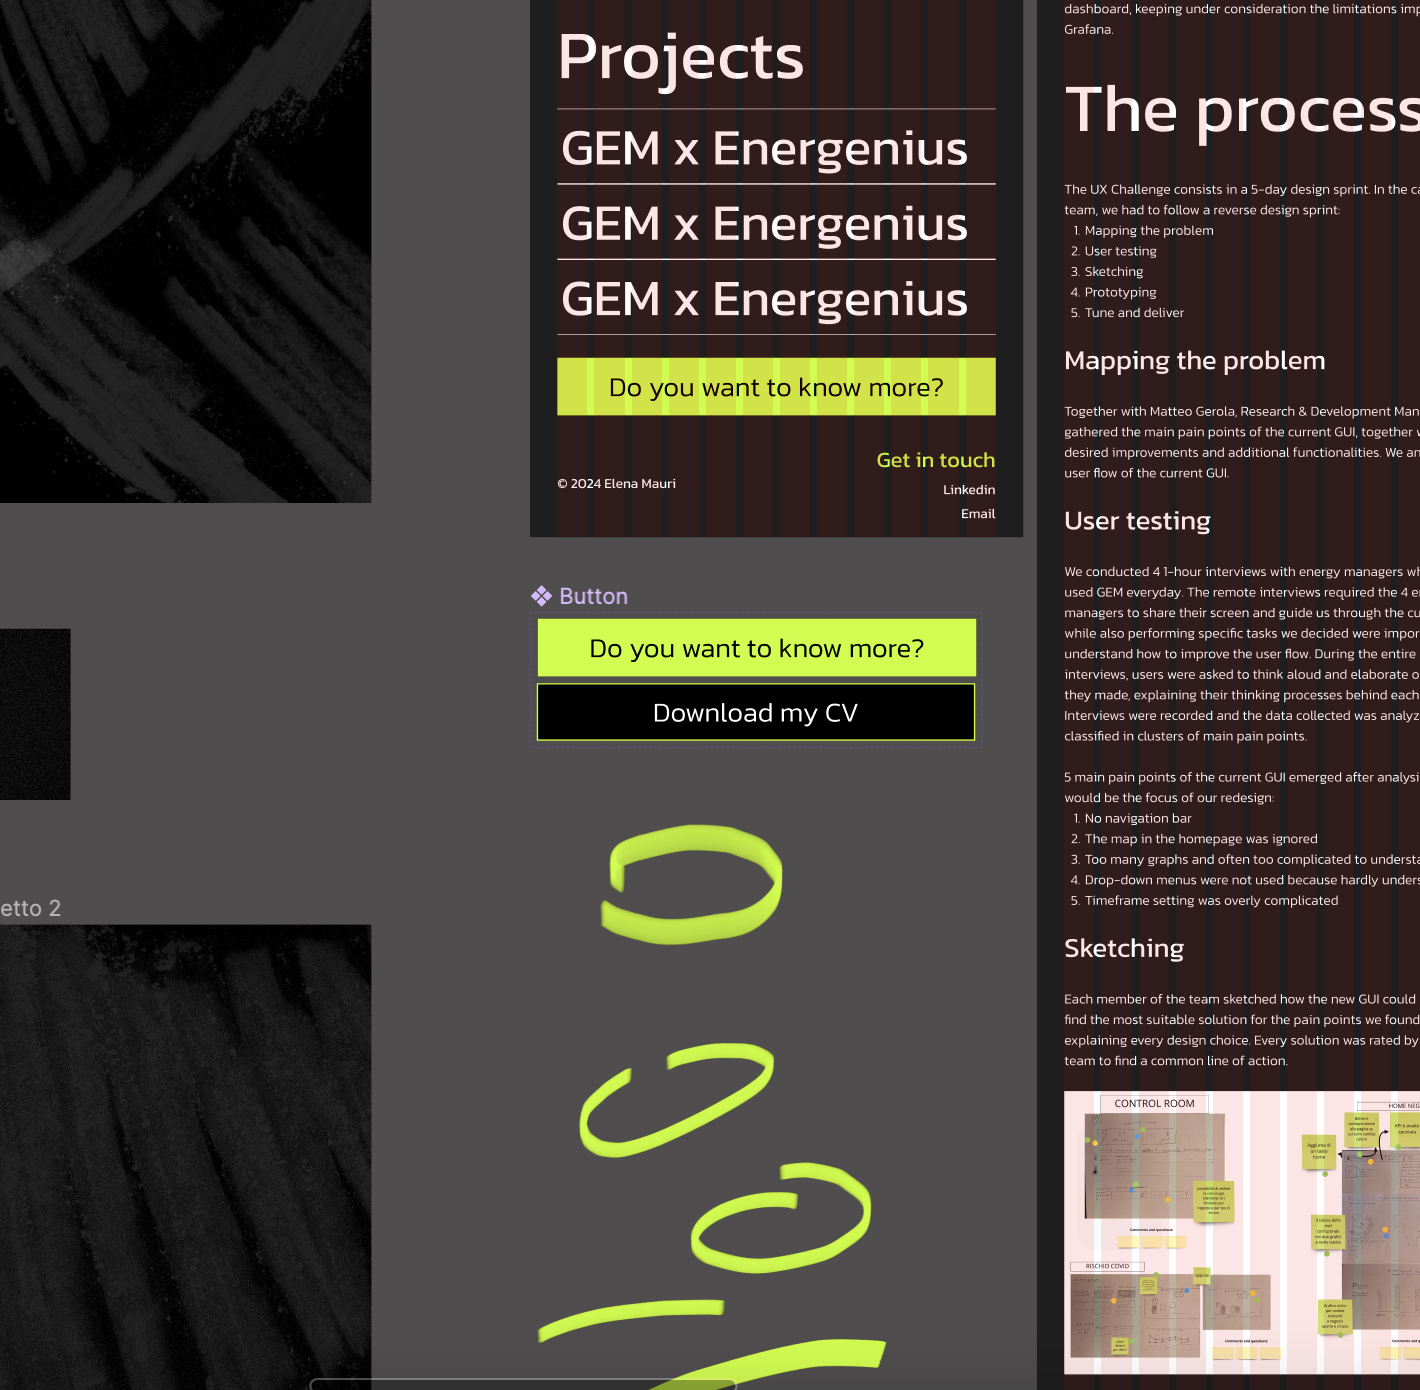 Projects
GEM x Energenius
GEM x Energenius
GEM x Energenius
Do you want to know more?
Get in touch
© 2024 Elena Mauri
Linkedin
Email
Button
Do you want to know more?
Download my CV
etto 2
dashboard, keeping under consideration the limitations imp
Grafana.
The process
The UX Challenge consists in a 5-day design sprint. In the ca
team, we had to follow a reverse design sprint:
1. Mapping the problem
2. User testing
3. Sketching
4. Prototyping
5. Tune and deliver
Mapping the problem
Together with Matteo Gerola, Research & Development Man
gathered the main pain points of the current GUI, together w
desired improvements and additional functionalities. We an
user flow of the current GUI.
User testing
We conducted 4 1-hour interviews with energy managers wh
used GEM everyday. The remote interviews required the 4 e
managers to share their screen and guide us through the cu
while also performing specific tasks we decided were impor
understand how to improve the user flow. During the entire
interviews, users were asked to think aloud and elaborate o
they made, explaining their thinking processes behind each
Interviews were recorded and the data collected was analyz
classified in clusters of main pain points.
5 main pain points of the current GUI emerged after analysi
would be the focus of our redesign:
1. No navigation bar
2. The map in the homepage was ignored
3. Too many graphs and often too complicated to understa
4. Drop-down menus were not used because hardly unders
5. Timeframe setting was overly complicated
Sketching
Each member of the team sketched how the new GUI could
find the most suitable solution for the pain points we found
explaining every design choice. Every solution was rated by
team to find a common line of action.
CONTROL ROOM
HOME NEG
Aggiunta di
un tasto
home
Comments and questions:
RISCHIO COVID
Comments and questions: